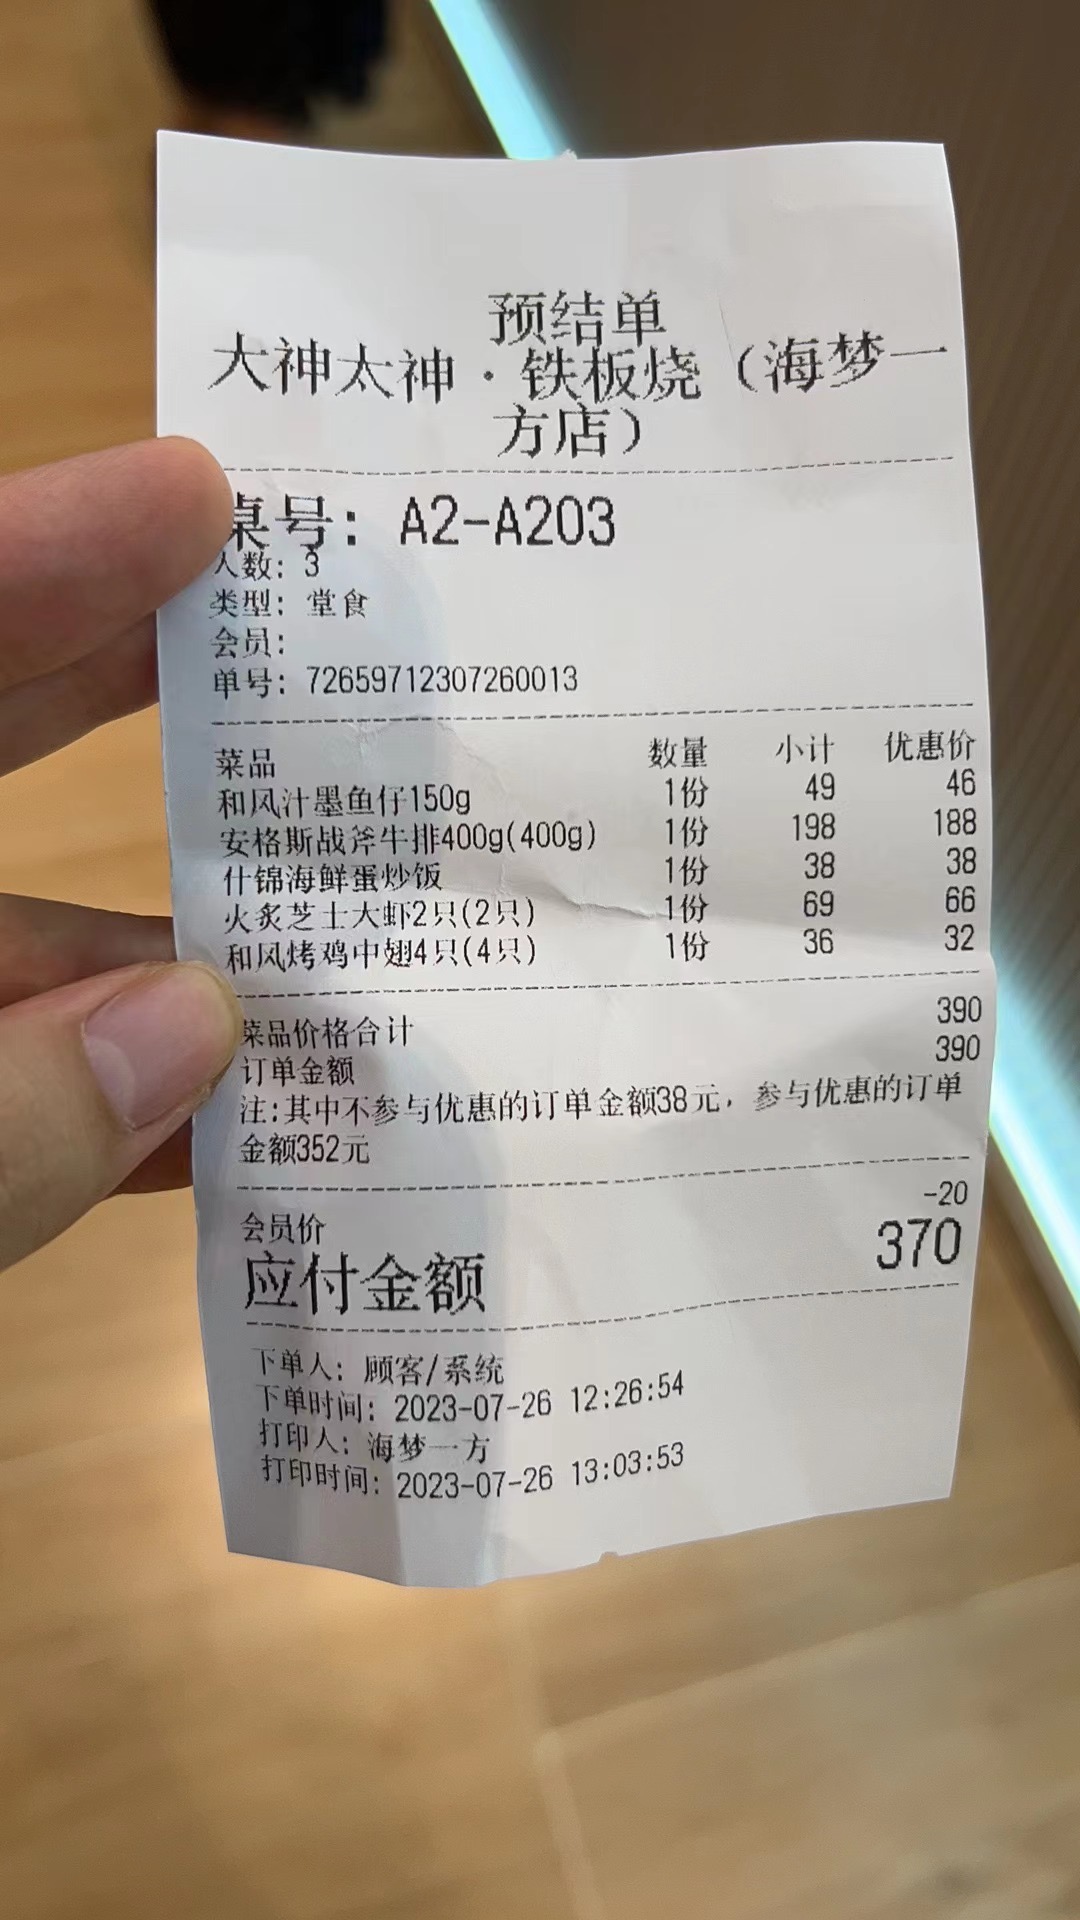 预结单
大神太神·铁板烧（海梦一
方店）
桌号: A2-A203
人数: 3
类型: 堂食
会员:
单号: 72659712307260013
菜品 数量 小计 优惠价
和风汁墨鱼仔150g 1份 49 46
安格斯战斧牛排400g(400g) 1份 198 188
什锦海鲜蛋炒饭 1份 38 38
火炙芝士大虾2只(2只) 1份 69 66
和风烤鸡中翅4只(4只) 1份 36 32
菜品价格合计 390
订单金额 390
注:其中不参与优惠的订单金额38元, 参与优惠的订单
金额352元
会员价 -20
应付金额 370
下单人: 顾客/系统
下单时间: 2023-07-26 12:26:54
打印人: 海梦一方
打印时间: 2023-07-26 13:03:53